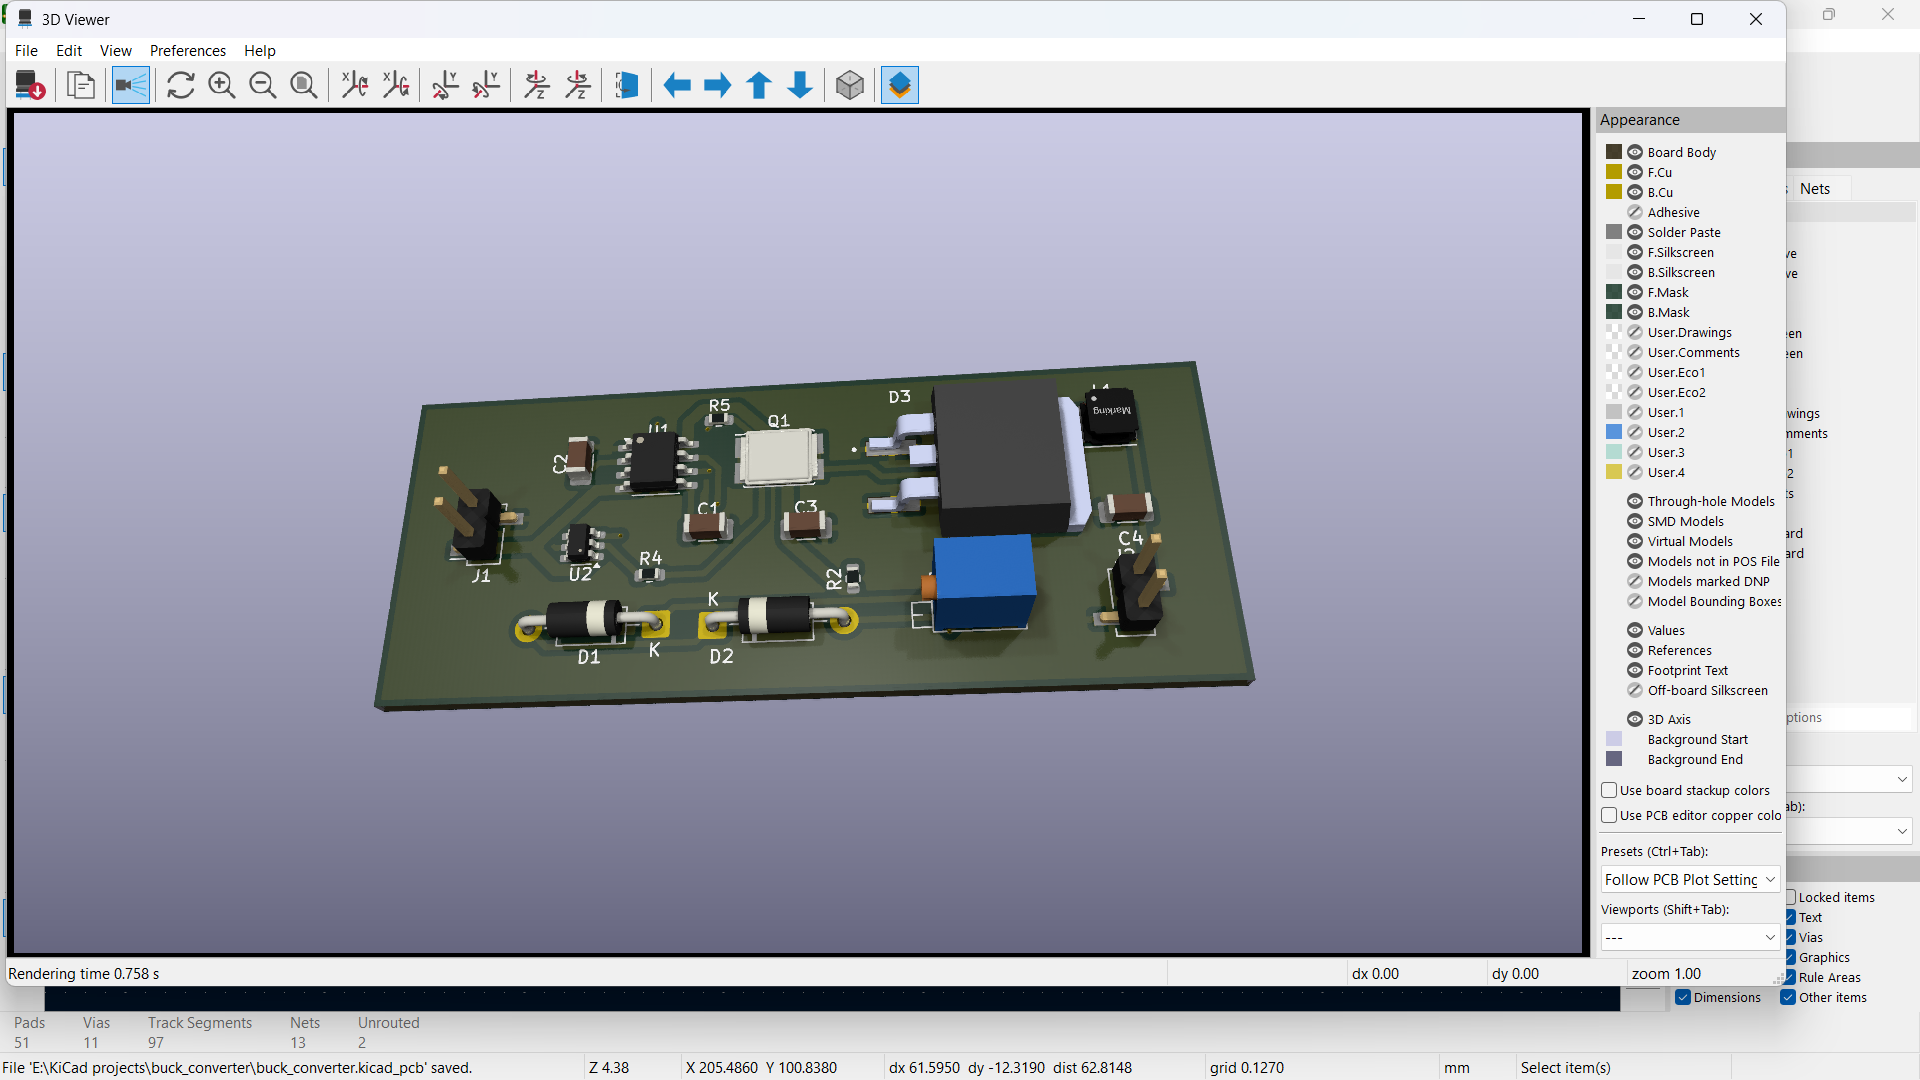 3D Viewer
File Edit View Preferences Help
Appearance
Board Body
F.Cu
B.Cu
Adhesive
Solder Paste
F.Silkscreen
B.Silkscreen
F.Mask
B.Mask
User.Drawings
User.Comments
User.Eco1
User.Eco2
User.1
User.2
User.3
User.4
Through-hole Models
SMD Models
Virtual Models
Models not in POS File
Models marked DNP
Model Bounding Boxes
Values
References
Footprint Text
Off-board Silkscreen
3D Axis
Background Start
Background End
Use board stackup colors
Use PCB editor copper colo
Presets (Ctrl+Tab):
Follow PCB Plot Setting
Viewports (Shift+Tab):
---
D3
R5
Q1
U1
Marking
C2
C1
C3
C4
J1
U2
R4
R2
K
D1
K
D2
Nets
ve
ve
en
en
wings
mments
1
2
ts
ard
ard
ptions
ab):
Locked items
Text
Vias
Graphics
Rule Areas
Dimensions Other items
Rendering time 0.758 s dx 0.00 dy 0.00 zoom 1.00
Pads Vias Track Segments Nets Unrouted
51 11 97 13 2
File 'E:\KiCad projects\buck_converter\buck_converter.kicad_pcb' saved. Z 4.38 X 205.4860 Y 100.8380 dx 61.5950 dy -12.3190 dist 62.8148 grid 0.1270 mm Select item(s)